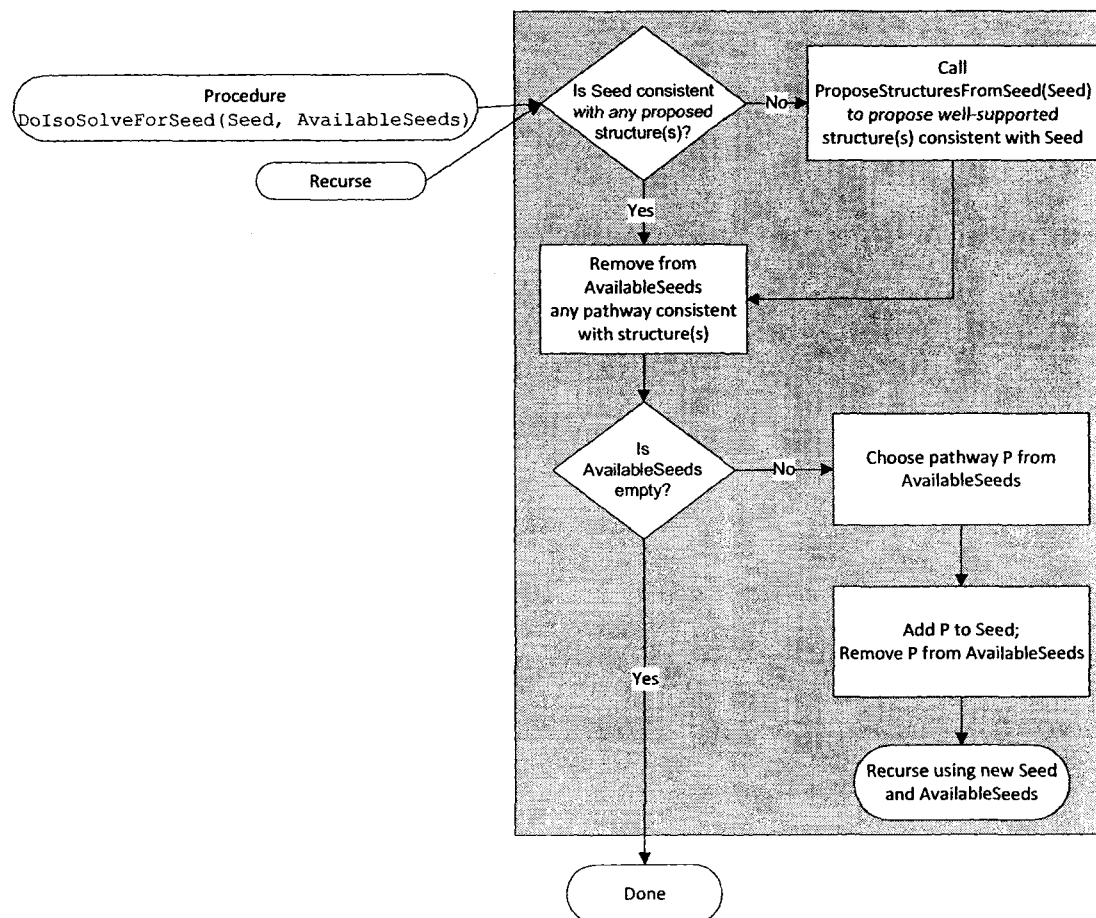 Procedure
DoIsoSolveForSeed(Seed, AvailableSeeds)
Recurse
Is Seed consistent
with any proposed
structure(s)?
No
Call
ProposeStructuresFromSeed(Seed)
to propose well-supported
structure(s) consistent with Seed
Yes
Remove from
AvailableSeeds
any pathway consistent
with structure(s)
Is
AvailableSeeds
empty?
No
Choose pathway P from
AvailableSeeds
Add P to Seed;
Remove P from AvailableSeeds
Yes
Recurse using new Seed
and AvailableSeeds
Done